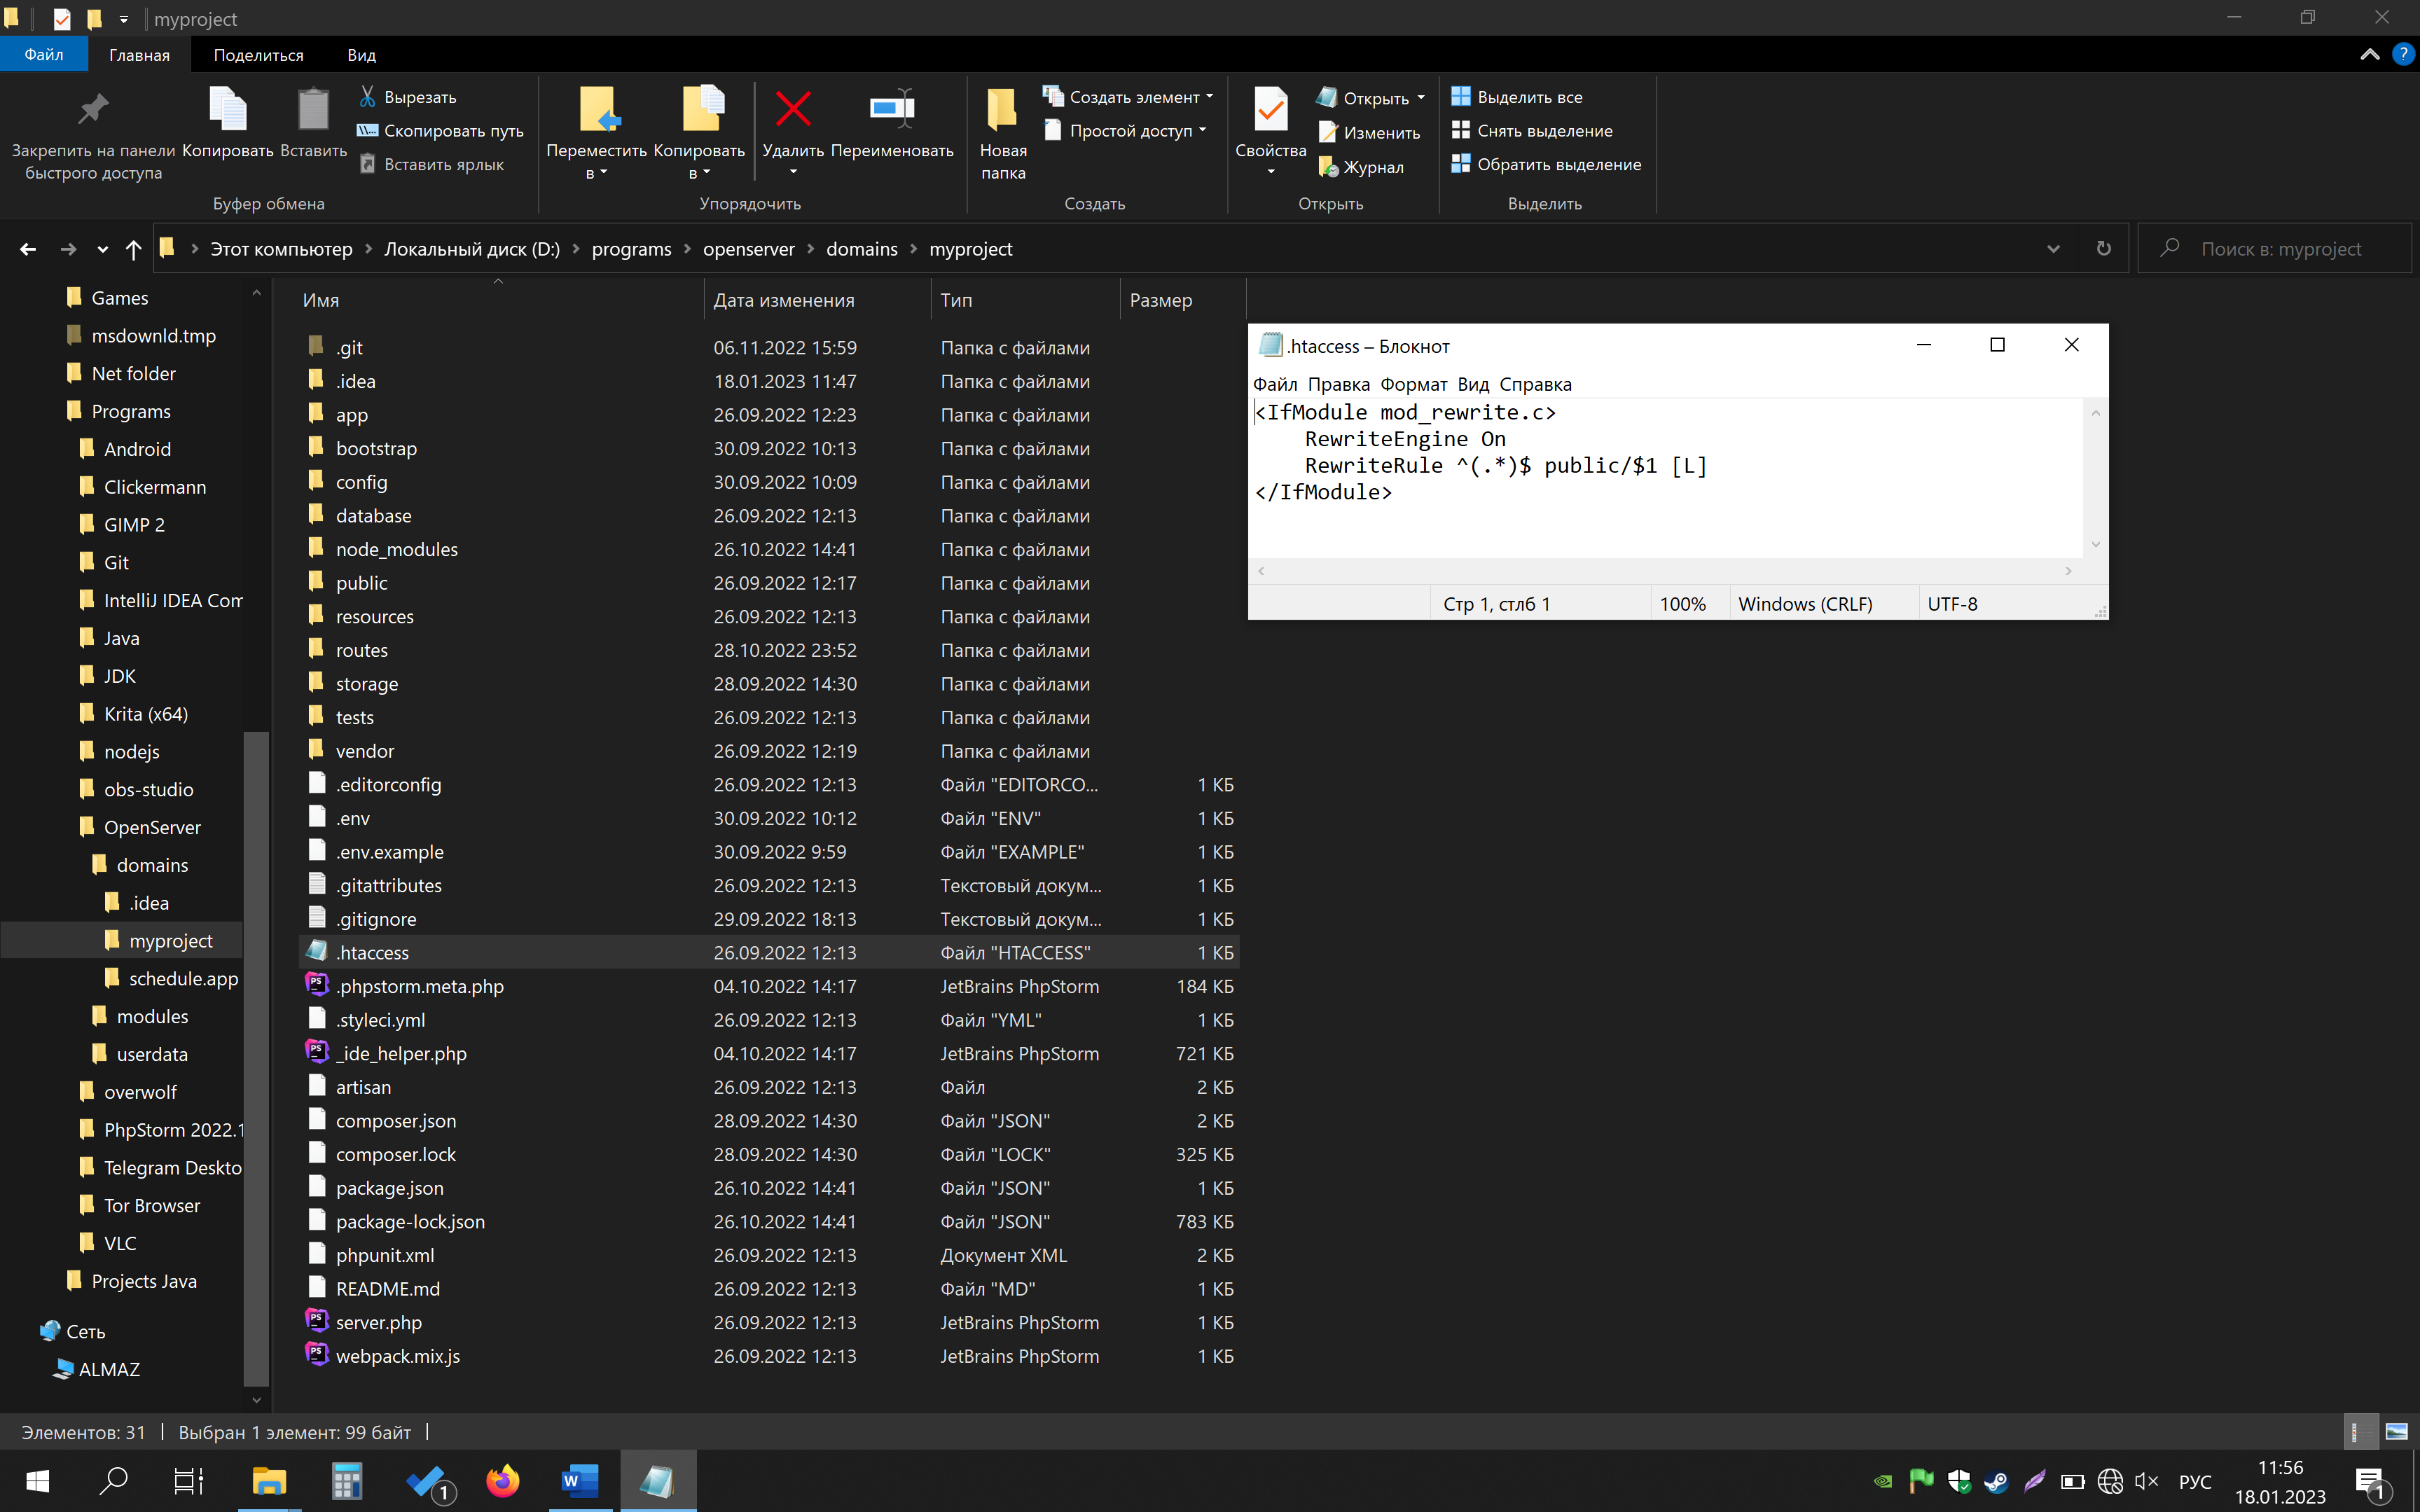 myproject
Файл Главная Поделиться Вид
Закрепить на панели быстрого доступа
Копировать
Вставить
Вырезать
Скопировать путь
Вставить ярлык
Буфер обмена
Переместить в
Копировать в
Удалить
Переименовать
Упорядочить
Новая папка
Создать элемент
Простой доступ
Создать
Свойства
Открыть
Изменить
Журнал
Открыть
Выделить все
Снять выделение
Обратить выделение
Выделить
Этот компьютер Локальный диск (D:) programs openserver domains myproject
Поиск в: myproject
Games
msdownld.tmp
Net folder
Programs
Android
Clickermann
GIMP 2
Git
IntelliJ IDEA Com
Java
JDK
Krita (x64)
nodejs
obs-studio
OpenServer
domains
.idea
myproject
schedule.app
modules
userdata
overwolf
PhpStorm 2022.1
Telegram Deskto
Tor Browser
VLC
Projects Java
Сеть
ALMAZ
Имя Дата изменения Тип Размер
.git 06.11.2022 15:59 Папка с файлами
.idea 18.01.2023 11:47 Папка с файлами
app 26.09.2022 12:23 Папка с файлами
bootstrap 30.09.2022 10:13 Папка с файлами
config 30.09.2022 10:09 Папка с файлами
database 26.09.2022 12:13 Папка с файлами
node_modules 26.10.2022 14:41 Папка с файлами
public 26.09.2022 12:17 Папка с файлами
resources 26.09.2022 12:13 Папка с файлами
routes 28.10.2022 23:52 Папка с файлами
storage 28.09.2022 14:30 Папка с файлами
tests 26.09.2022 12:13 Папка с файлами
vendor 26.09.2022 12:19 Папка с файлами
.editorconfig 26.09.2022 12:13 Файл "EDITORCO... 1 КБ
.env 30.09.2022 10:12 Файл "ENV" 1 КБ
.env.example 30.09.2022 9:59 Файл "EXAMPLE" 1 КБ
.gitattributes 26.09.2022 12:13 Текстовый докум... 1 КБ
.gitignore 29.09.2022 18:13 Текстовый докум... 1 КБ
.htaccess 26.09.2022 12:13 Файл "HTACCESS" 1 КБ
.phpstorm.meta.php 04.10.2022 14:17 JetBrains PhpStorm 184 КБ
.styleci.yml 26.09.2022 12:13 Файл "YML" 1 КБ
_ide_helper.php 04.10.2022 14:17 JetBrains PhpStorm 721 КБ
artisan 26.09.2022 12:13 Файл 2 КБ
composer.json 28.09.2022 14:30 Файл "JSON" 2 КБ
composer.lock 28.09.2022 14:30 Файл "LOCK" 325 КБ
package.json 26.10.2022 14:41 Файл "JSON" 1 КБ
package-lock.json 26.10.2022 14:41 Файл "JSON" 783 КБ
phpunit.xml 26.09.2022 12:13 Документ XML 2 КБ
README.md 26.09.2022 12:13 Файл "MD" 1 КБ
server.php 26.09.2022 12:13 JetBrains PhpStorm 1 КБ
webpack.mix.js 26.09.2022 12:13 JetBrains PhpStorm 1 КБ
.htaccess – Блокнот
Файл Правка Формат Вид Справка
<IfModule mod_rewrite.c>
    RewriteEngine On
    RewriteRule ^(.*)$ public/$1 [L]
</IfModule>
Стр 1, стлб 1 100% Windows (CRLF) UTF-8
Элементов: 31 Выбран 1 элемент: 99 байт
1
РУС
11:56
18.01.2023
1